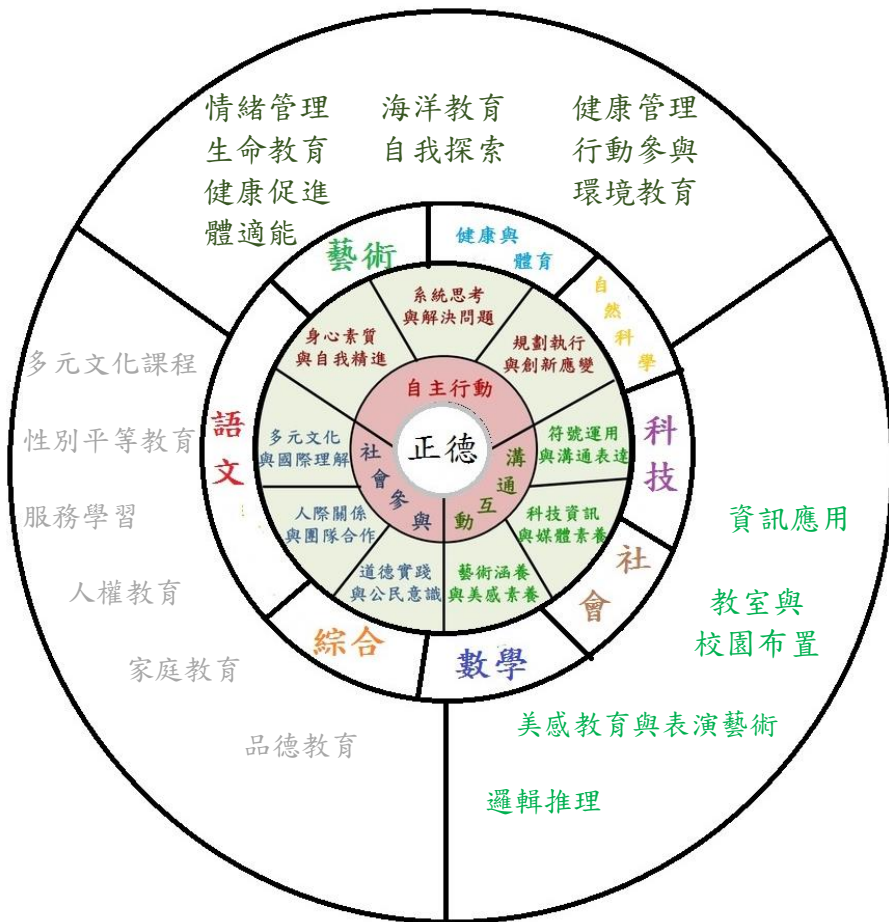 情緒管理
生命教育
健康促進
體適能
海洋教育
自我探索
健康管理
行動參與
環境教育
藝術
健康與
體育
自然科學
科技
社會
數學
綜合
語文
系統思考
與解決問題
規劃執行
與創新應變
符號運用
與溝通表達
科技資訊
與媒體素養
藝術涵養
與美感素養
道德實踐
與公民意識
人際關係
與團隊合作
多元文化
與國際理解
身心素質
與自我精進
自主行動
溝通互動
社會參與
正德
多元文化課程
性別平等教育
服務學習
人權教育
家庭教育
品德教育
資訊應用
教室與
校園布置
美感教育與表演藝術
邏輯推理